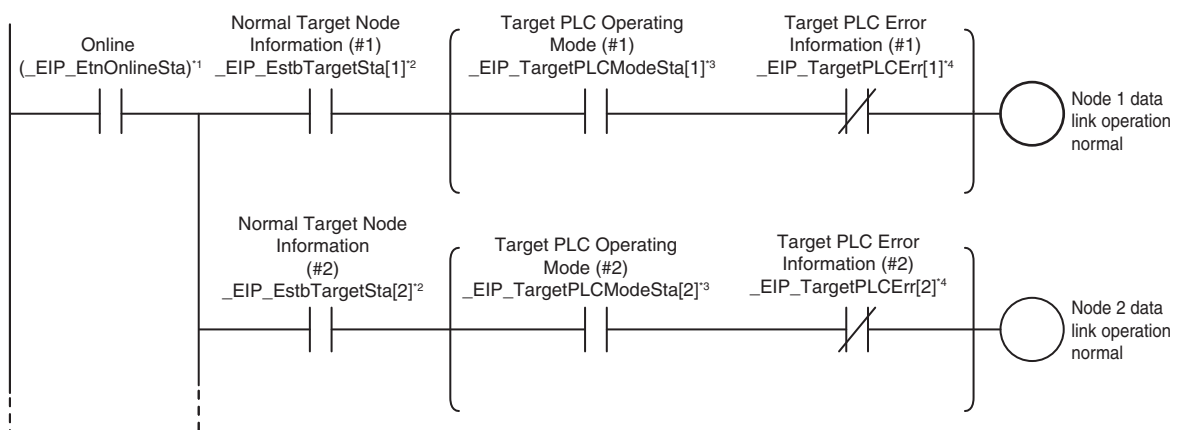 Online
(_EIP_EtnOnlineSta)*1
Normal Target Node
Information (#1)
_EIP_EstbTargetSta[1]*2
Target PLC Operating
Mode (#1)
_EIP_TargetPLCModeSta[1]*3
Target PLC Error
Information (#1)
_EIP_TargetPLCErr[1]*4
Node 1 data
link operation
normal
Normal Target Node
Information
(#2)
_EIP_EstbTargetSta[2]*2
Target PLC Operating
Mode (#2)
_EIP_TargetPLCModeSta[2]*3
Target PLC Error
Information (#2)
_EIP_TargetPLCErr[2]*4
Node 2 data
link operation
normal